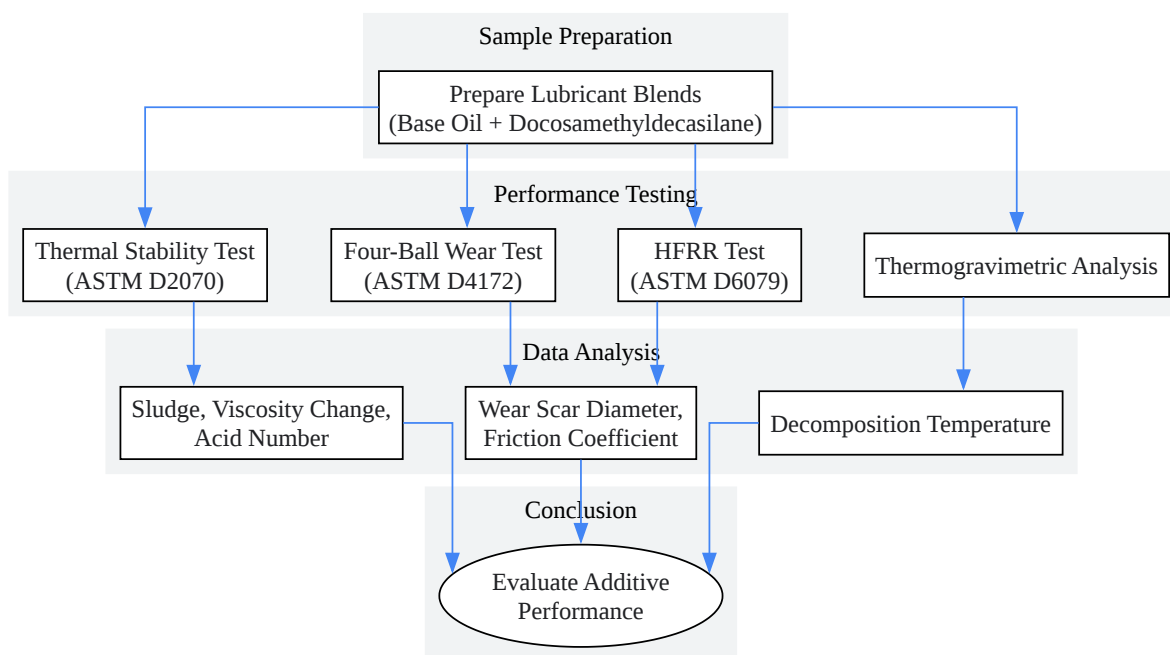 Sample Preparation
Prepare Lubricant Blends
(Base Oil + Docosamethyldecasilane)
Performance Testing
Thermal Stability Test
(ASTM D2070)
Four-Ball Wear Test
(ASTM D4172)
HFRR Test
(ASTM D6079)
Thermogravimetric Analysis
Data Analysis
Sludge, Viscosity Change,
Acid Number
Wear Scar Diameter,
Friction Coefficient
Decomposition Temperature
Conclusion
Evaluate Additive
Performance